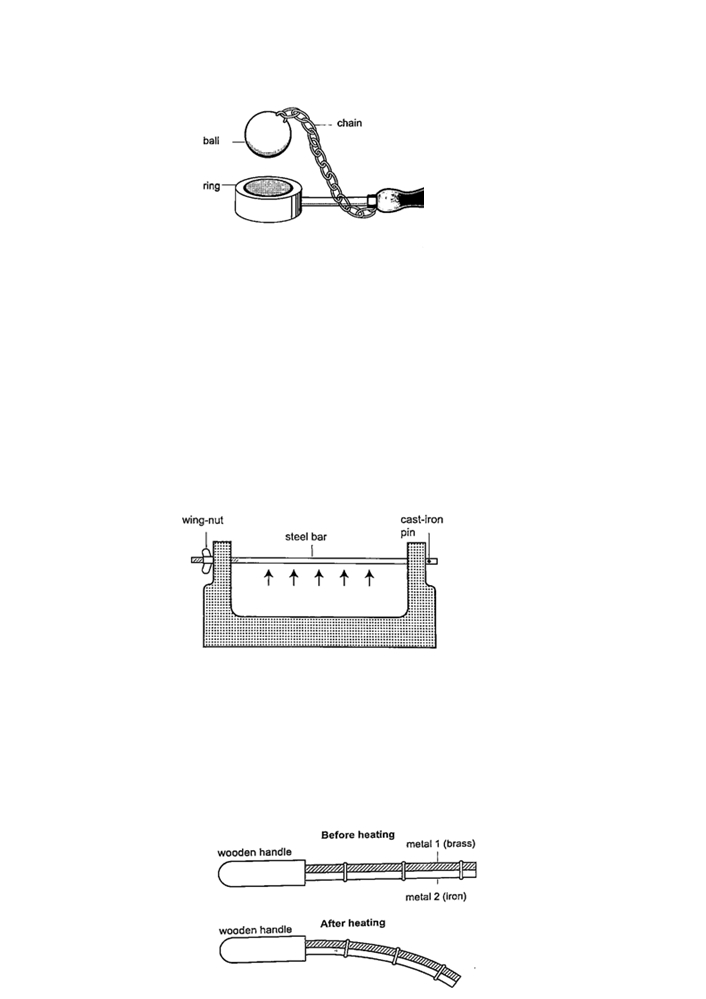 chain
ball
ring
wing-nut
steel bar
cast-iron
pin
Before heating
metal 1 (brass)
wooden handle
metal 2 (iron)
After heating
wooden handle